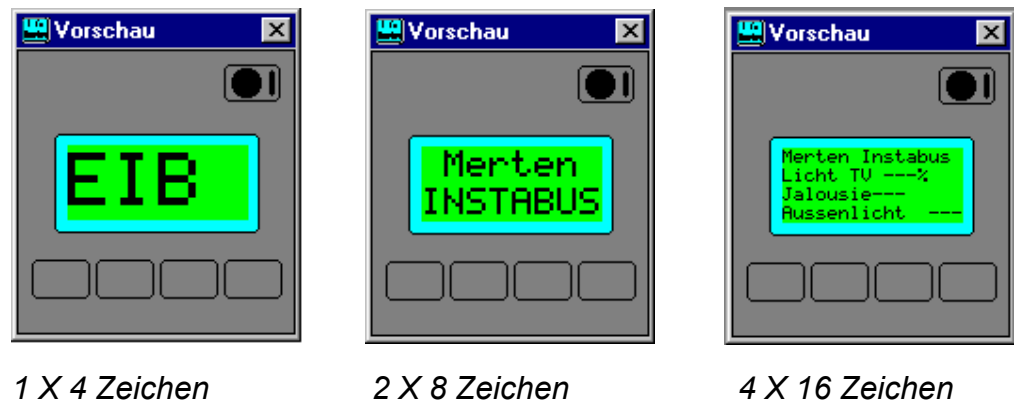 Vorschau
EIB
1 X 4 Zeichen
Vorschau
Merten
INSTABUS
2 X 8 Zeichen
Vorschau
Merten Instabus
Licht TV ---%
Jalousie---
Aussenlicht ---
4 X 16 Zeichen